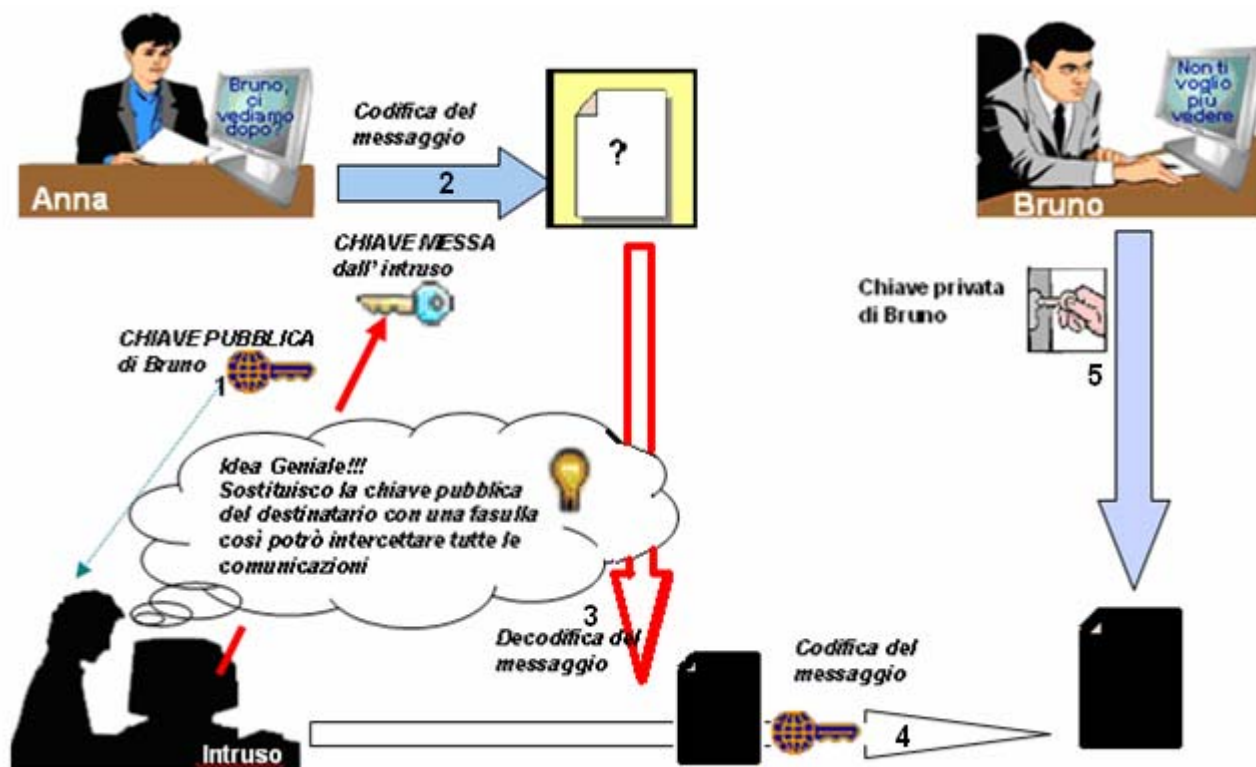 Bruno,
ci
vediamo
dopo?
Anna
Codifica del
messaggio
2
?
Non ti
voglio
più
vedere
Bruno
CHIAVE MESSA
dall' intruso
CHIAVE PUBBLICA
di Bruno
1
Chiave privata
di Bruno
5
Idea Geniale!!!
Sostituisco la chiave pubblica
del destinatario con una fasulla
così potrò intercettare tutte le
comunicazioni
3
Decodifica del
messaggio
Codifica del
messaggio
4
Intruso